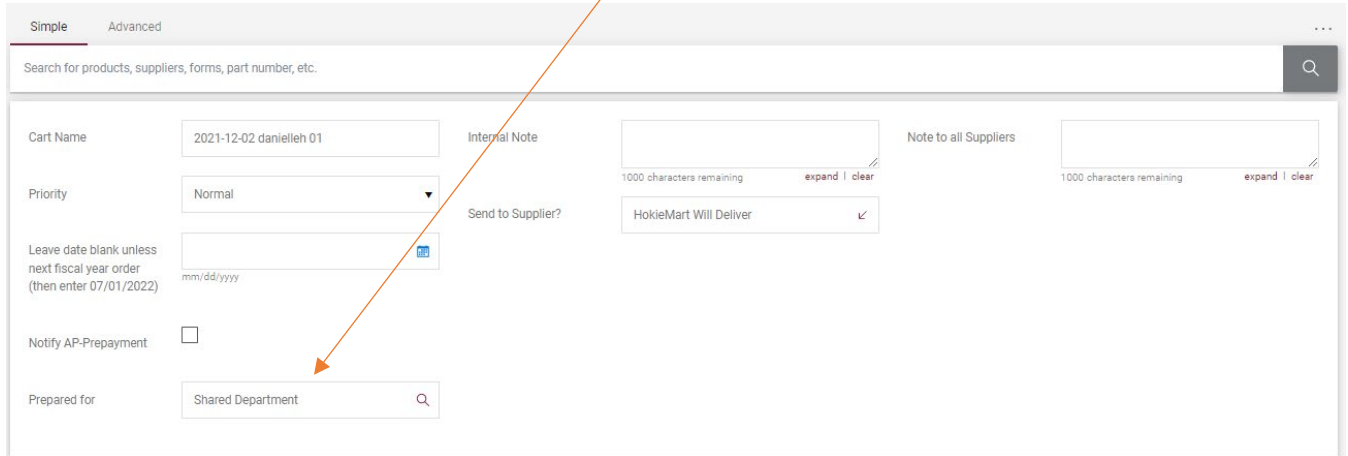 Simple Advanced ...
Search for products, suppliers, forms, part number, etc.
Cart Name
2021-12-02 danielleh 01
Priority
Normal
Leave date blank unless
next fiscal year order
(then enter 07/01/2022)
mm/dd/yyyy
Notify AP-Prepayment
Prepared for
Shared Department
Internal Note
1000 characters remaining expand | clear
Send to Supplier?
HokieMart Will Deliver
Note to all Suppliers
1000 characters remaining expand | clear